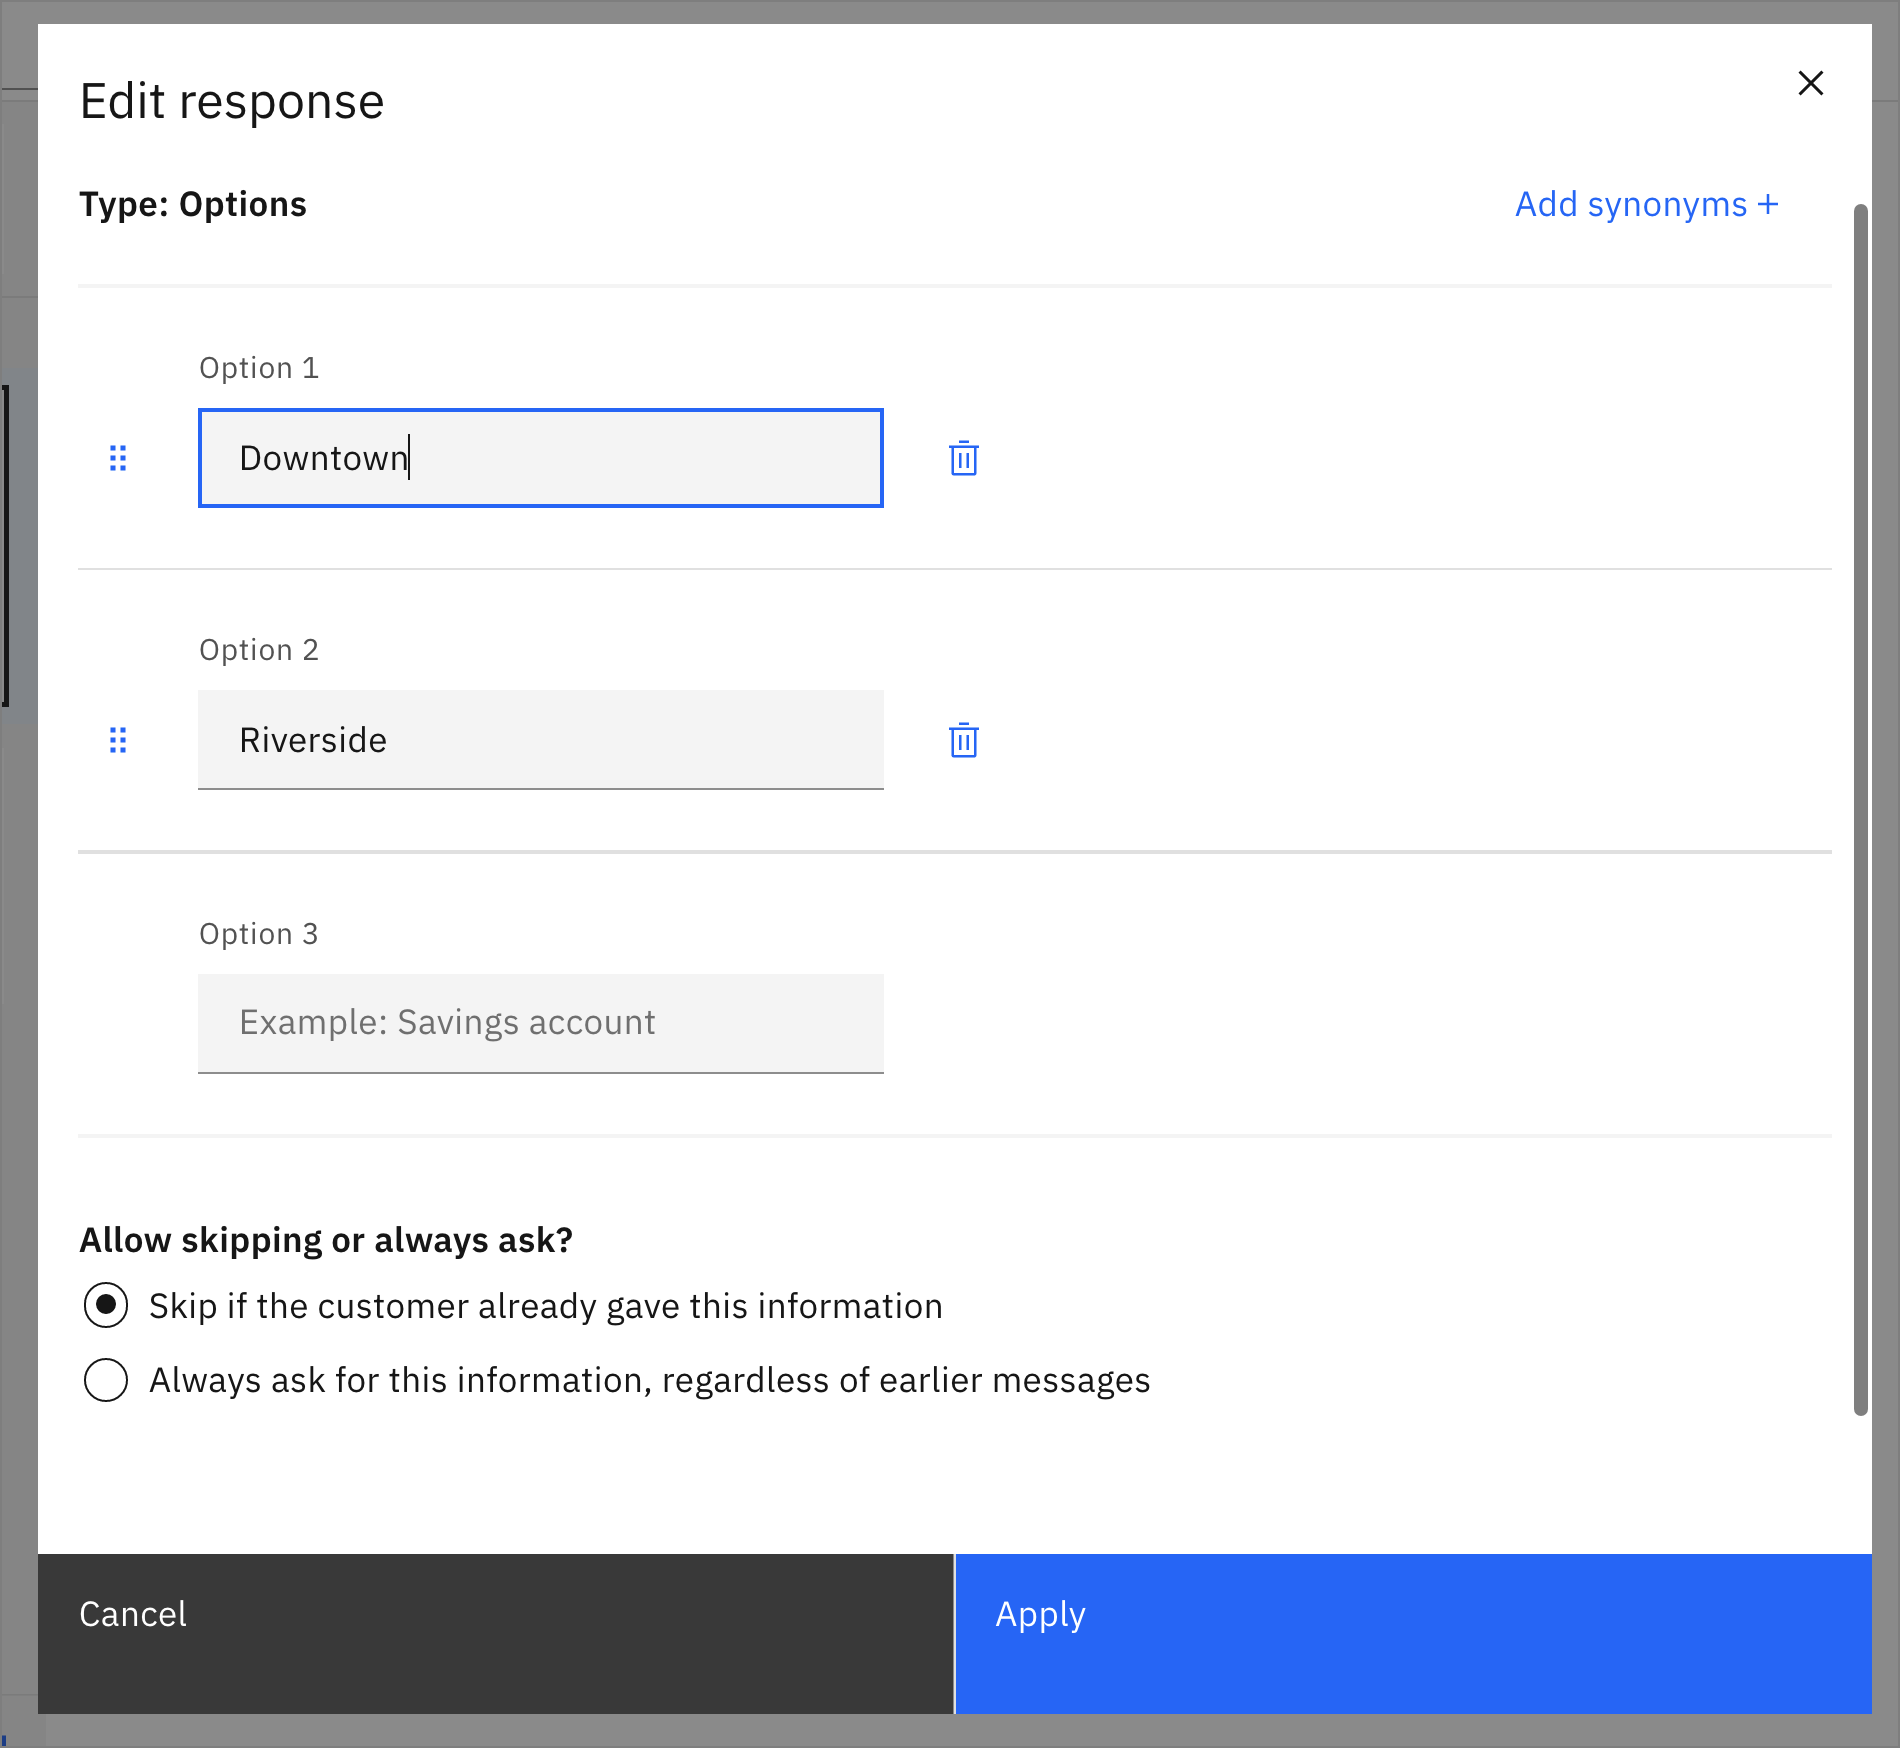 Edit response
Type: Options
Add synonyms +
Option 1
Downtown
Option 2
Riverside
Option 3
Example: Savings account
Allow skipping or always ask?
Skip if the customer already gave this information
Always ask for this information, regardless of earlier messages
Cancel
Apply